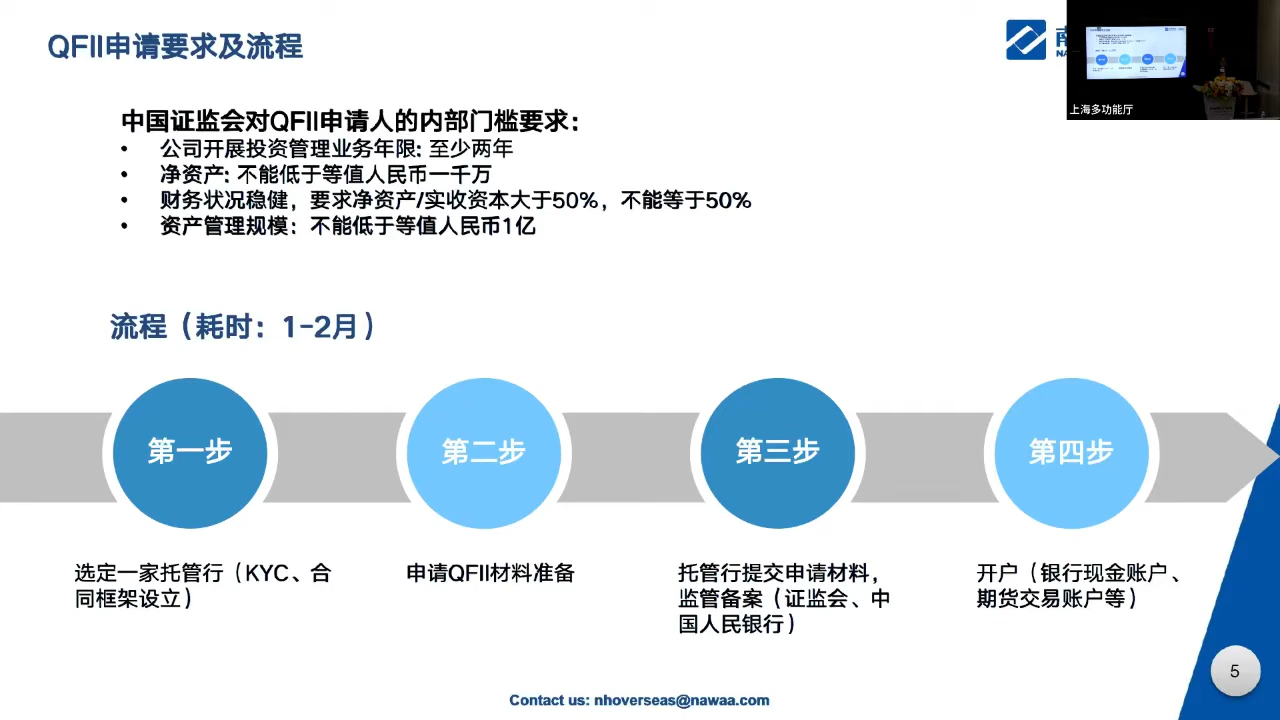 QFII申请要求及流程
上海多功能厅
中国证监会对QFII申请人的内部门槛要求：
• 公司开展投资管理业务年限: 至少两年
• 净资产: 不能低于等值人民币一千万
• 财务状况稳健，要求净资产/实收资本大于50%，不能等于50%
• 资产管理规模：不能低于等值人民币1亿
流程（耗时：1-2月）
第一步
第二步
第三步
第四步
选定一家托管行（KYC、合
同框架设立）
申请QFII材料准备
托管行提交申请材料，
监管备案（证监会、中
国人民银行）
开户（银行现金账户、
期货交易账户等）
5
Contact us: nhoverseas@nawaa.com